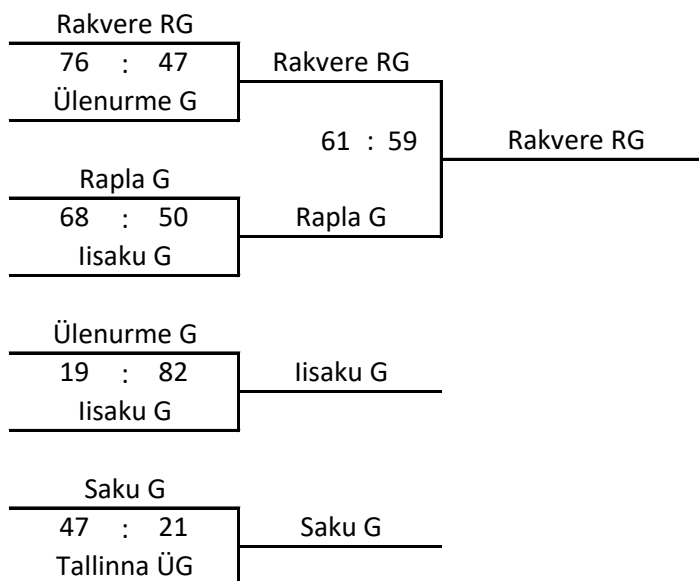 Rakvere RG
76 : 47
Ülenurme G
Rakvere RG
61 : 59
Rakvere RG
Rapla G
68 : 50
Iisaku G
Rapla G
Ülenurme G
19 : 82
Iisaku G
Iisaku G
Saku G
47 : 21
Tallinna ÜG
Saku G